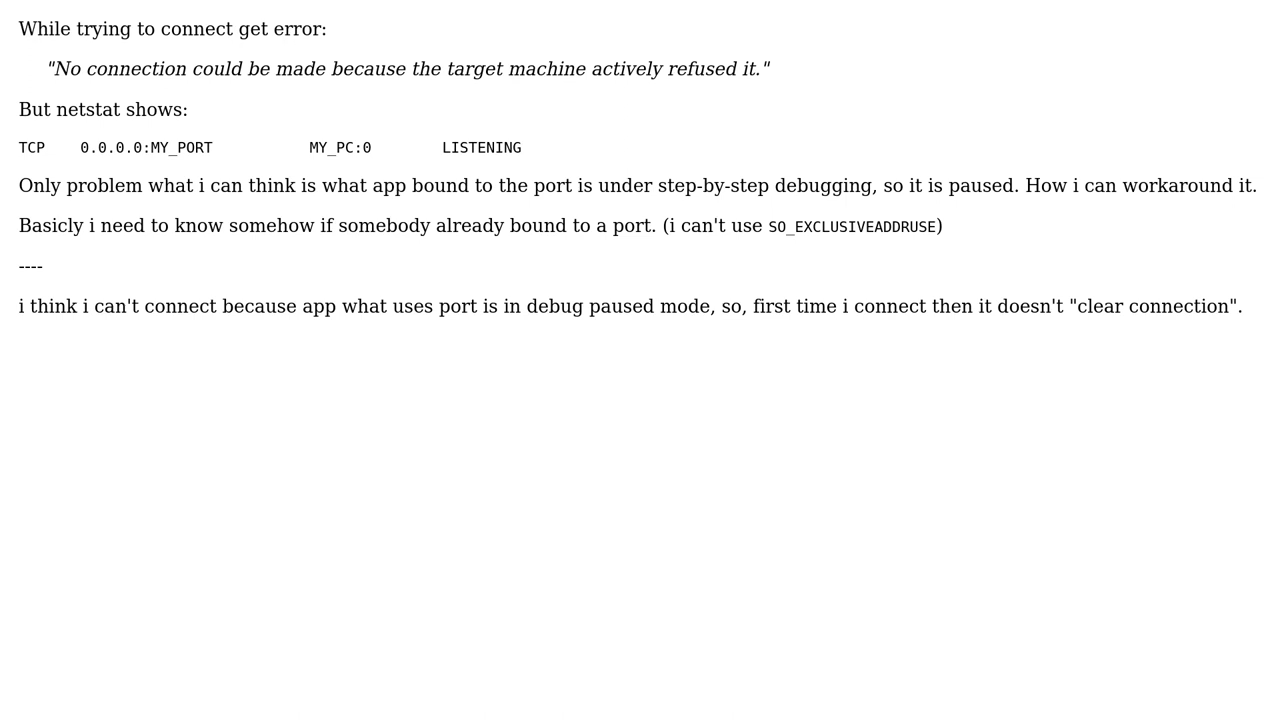 While trying to connect get error:
"No connection could be made because the target machine actively refused it."
But netstat shows:
TCP    0.0.0.0:MY_PORT           MY_PC:0        LISTENING
Only problem what i can think is what app bound to the port is under step-by-step debugging, so it is paused. How i can workaround it.
Basicly i need to know somehow if somebody already bound to a port. (i can't use SO_EXCLUSIVEADDRUSE)
----
i think i can't connect because app what uses port is in debug paused mode, so, first time i connect then it doesn't "clear connection".